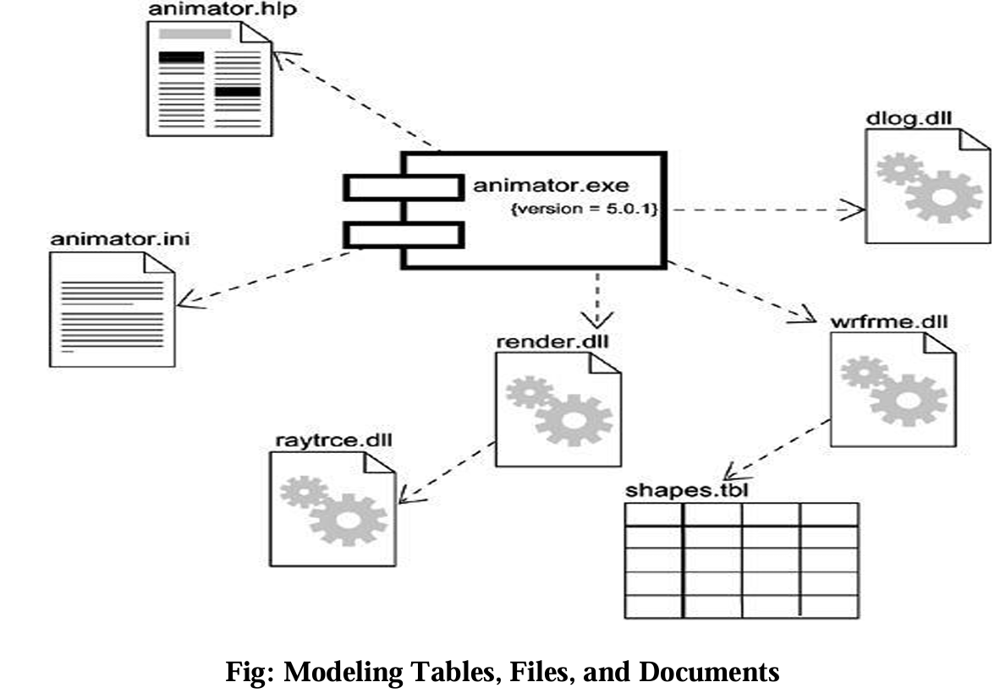 animator.hlp
dlog.dll
animator.exe
{version = 5.0.1}
animator.ini
wrfrme.dll
render.dll
raytrce.dll
shapes.tbl
Fig: Modeling Tables, Files, and Documents